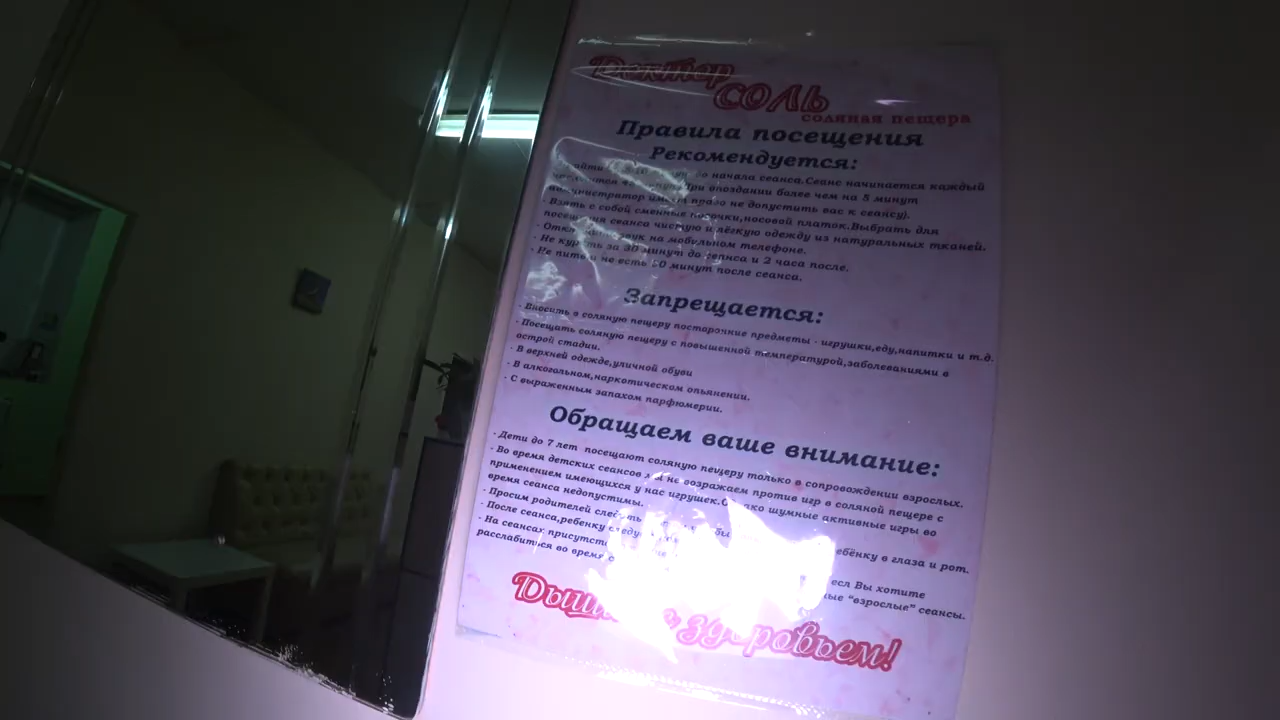 Доктор
СОЛЬ
соляная пещера
Правила посещения
Рекомендуется:
до начала сеанса.Сеанс начинается каждый
При опоздании более чем на 5 минут
администратор имеет право не допустить вас к сеансу).
- Взять с собой сменные носочки,носовой платок.Выбрать для
посещения сеанса чистую и лёгкую одежду из натуральных тканей.
звук на мобильном телефоне.
- Не курить за 30 минут до сеанса и 2 часа после.
- Не пить и не есть минут после сеанса.
Запрещается:
- Вносить в соляную пещеру посторонние предметы - игрушки,еду,напитки и т.д.
- Посещать соляную пещеру с повышенной температурой,заболеваниями в
острой стадии.
- В верхней одежде,уличной обуви
- В алкогольном,наркотическом опьянении.
- С выраженным запахом парфюмерии.
Обращаем ваше внимание:
- Дети до 7 лет посещают соляную пещеру только в сопровождении взрослых.
- Во время детских сеансов мы не возражаем против игр в соляной пещере с
применением имеющихся у нас игрушек.Однако шумные активные игры во
время сеанса недопустимы.
- Просим родителей ребёнку в глаза и рот.
- После сеанса,ребенку
- На сеансах есл Вы хотите
расслабиться во время "взрослые" сеансы.
здоровьем!